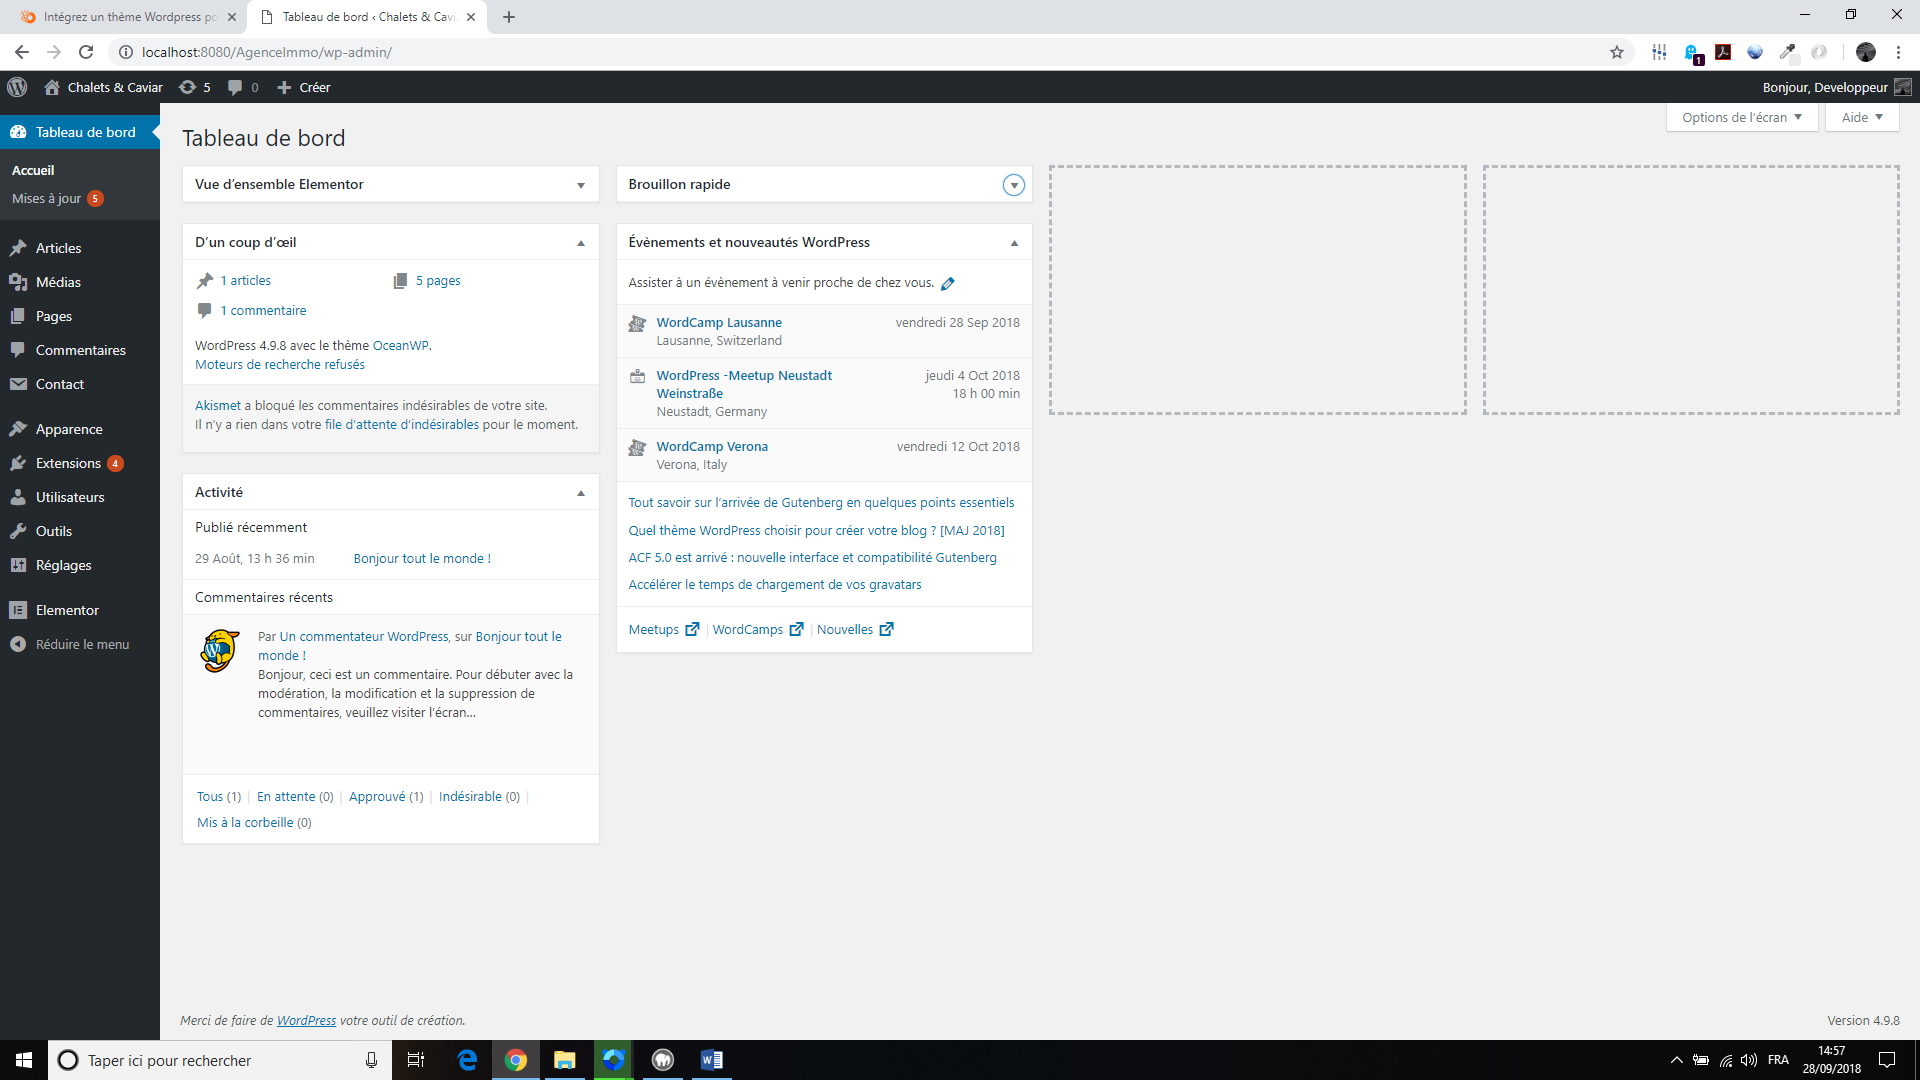 Intégrez un thème Wordpress po
Tableau de bord ‹ Chalets & Cavi
localhost:8080/AgenceImmo/wp-admin/
1
Chalets & Caviar
5
0
Créer
Bonjour, Developpeur
Tableau de bord
Accueil
Mises à jour 5
Articles
Médias
Pages
Commentaires
Contact
Apparence
Extensions 4
Utilisateurs
Outils
Réglages
Elementor
Réduire le menu
Options de l’écran
Aide
Tableau de bord
Vue d’ensemble Elementor
D’un coup d’œil
1 articles
5 pages
1 commentaire
WordPress 4.9.8 avec le thème OceanWP.
Moteurs de recherche refusés
Akismet a bloqué les commentaires indésirables de votre site.
Il n’y a rien dans votre file d’attente d’indésirables pour le moment.
Activité
Publié récemment
29 Août, 13 h 36 min
Bonjour tout le monde !
Commentaires récents
Par Un commentateur WordPress, sur Bonjour tout le
monde !
Bonjour, ceci est un commentaire. Pour débuter avec la
modération, la modification et la suppression de
commentaires, veuillez visiter l’écran…
Tous (1) | En attente (0) | Approuvé (1) | Indésirable (0) |
Mis à la corbeille (0)
Brouillon rapide
Évènements et nouveautés WordPress
Assister à un évènement à venir proche de chez vous.
WordCamp Lausanne
vendredi 28 Sep 2018
Lausanne, Switzerland
WordPress -Meetup Neustadt
jeudi 4 Oct 2018
Weinstraße
18 h 00 min
Neustadt, Germany
WordCamp Verona
vendredi 12 Oct 2018
Verona, Italy
Tout savoir sur l’arrivée de Gutenberg en quelques points essentiels
Quel thème WordPress choisir pour créer votre blog ? [MAJ 2018]
ACF 5.0 est arrivé : nouvelle interface et compatibilité Gutenberg
Accélérer le temps de chargement de vos gravatars
Meetups | WordCamps | Nouvelles
Merci de faire de WordPress votre outil de création.
Version 4.9.8
Taper ici pour rechercher
FRA
14:57
28/09/2018